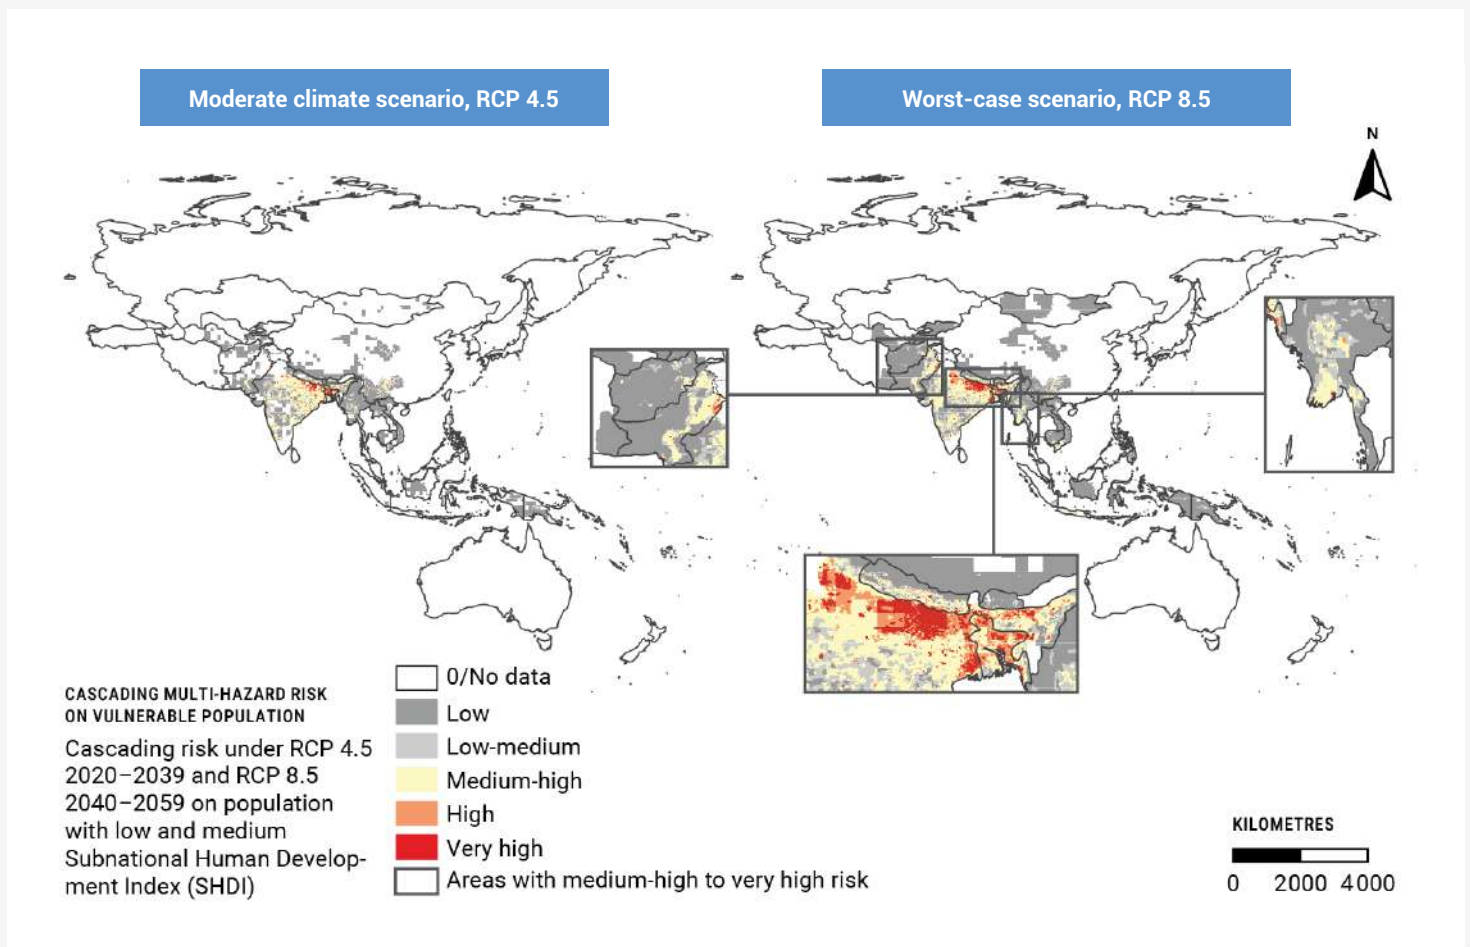 Moderate climate scenario, RCP 4.5
Worst-case scenario, RCP 8.5
N
CASCADING MULTI-HAZARD RISK
ON VULNERABLE POPULATION
Cascading risk under RCP 4.5
2020–2039 and RCP 8.5
2040–2059 on population
with low and medium
Subnational Human Develop-
ment Index (SHDI)
0/No data
Low
Low-medium
Medium-high
High
Very high
Areas with medium-high to very high risk
KILOMETRES
0 2000 4000